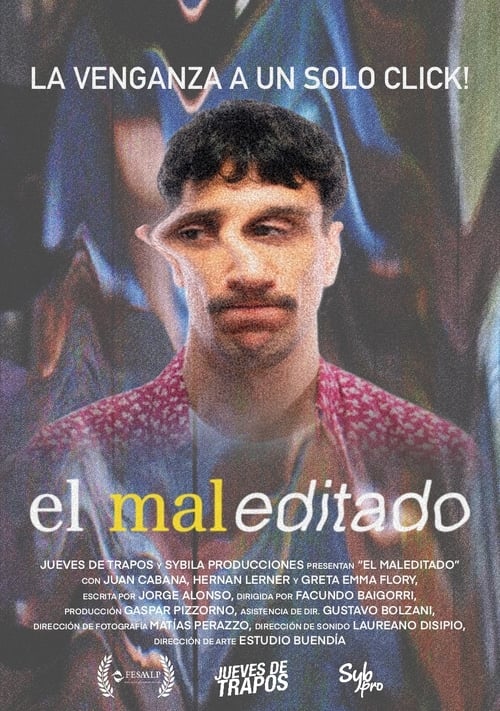 LA VENGANZA A UN SOLO CLICK!
el maleditado
JUEVES DE TRAPOS Y SYBILA PRODUCCIONES PRESENTAN "EL MALEDITADO"
CON JUAN CABANA, HERNAN LERNER Y GRETA EMMA FLORY,
ESCRITA POR JORGE ALONSO, DIRIGIDA POR FACUNDO BAIGORRI,
PRODUCCIÓN GASPAR PIZZORNO, ASISTENCIA DE DIR. GUSTAVO BOLZANI,
DIRECCIÓN DE FOTOGRAFÍA MATÍAS PERAZZO, DIRECCIÓN DE SONIDO LAUREANO DISIPIO,
DIRECCIÓN DE ARTE ESTUDIO BUENDÍA
FESAALP
JUEVES DE
TRAPOS
Syb
pro